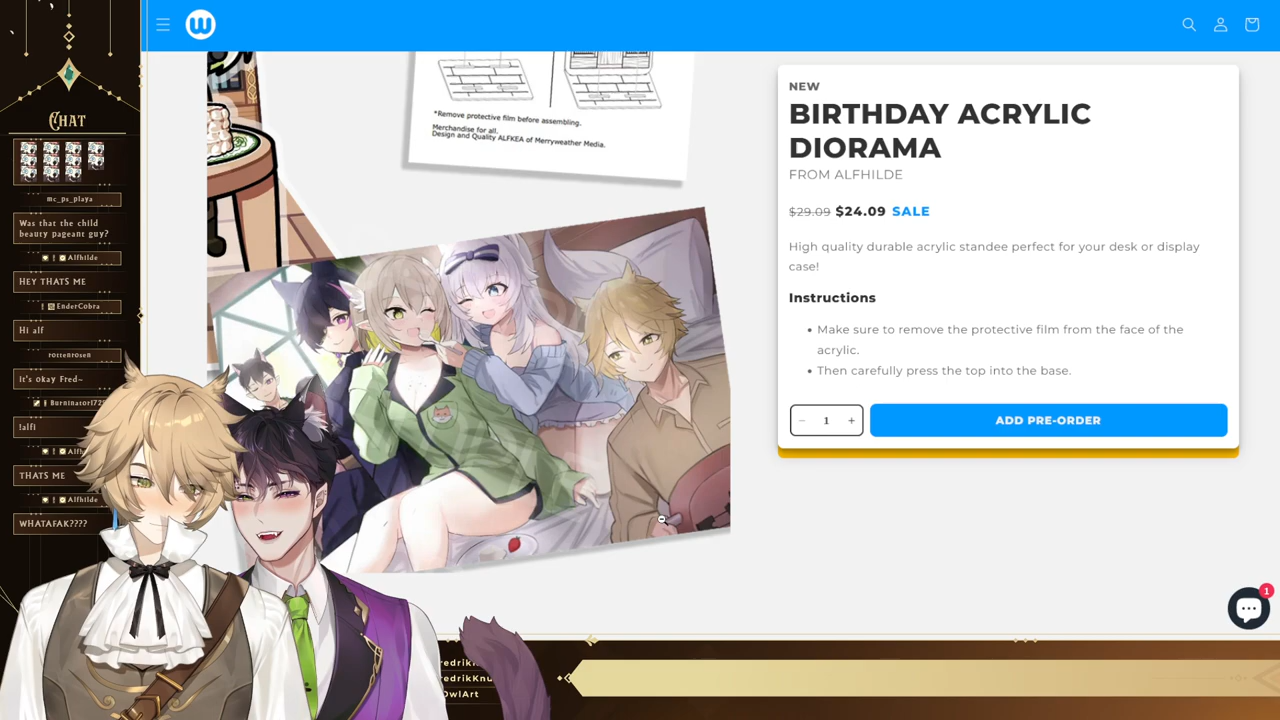 Chat
mc_ps_playa
Was that the child
beauty pageant guy?
Alfhilde
HEY THATS ME
EnderCobra
Hi alf
rottenrosen
It's okay Fred~
!alfi
THATS ME
Alfhilde
WHATAFAK????
W
*Remove protective film before assembling.
Merchandise for all.
Design and Quality ALFKEA of Merryweather Media.
NEW
BIRTHDAY ACRYLIC
DIORAMA
FROM ALFHILDE
$29.09 $24.09 SALE
High quality durable acrylic standee perfect for your desk or display
case!
Instructions
• Make sure to remove the protective film from the face of the
acrylic.
• Then carefully press the top into the base.
− 1 +
ADD PRE-ORDER
1